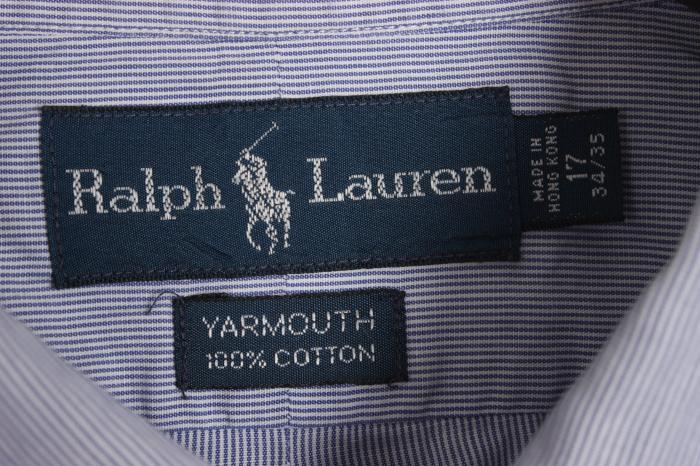 Ralph Lauren
MADE IN
HONG KONG
17
34/35
YARMOUTH
100% COTTON